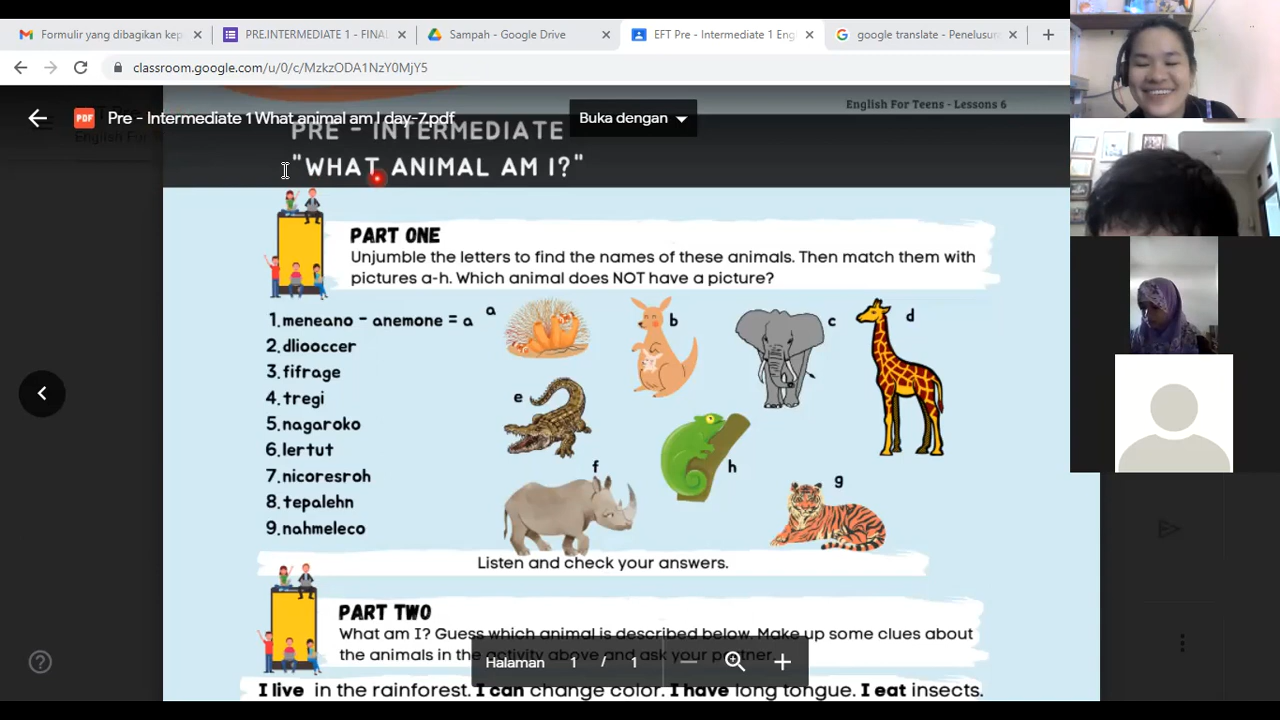 Formulir yang dibagikan kep
PRE.INTERMEDIATE 1 - FINAL
Sampah - Google Drive
EFT Pre - Intermediate 1 Eng
google translate - Penelusur
classroom.google.com/u/0/c/MzkzODA1NzY0MjY5
English For Teens - Lessons 6
PDF Pre - Intermediate 1 What animal am I day-7.pdf
Buka dengan
PRE - INTERMEDIATE
"WHAT ANIMAL AM I?"
PART ONE
Unjumble the letters to find the names of these animals. Then match them with
pictures a-h. Which animal does NOT have a picture?
1.meneano - anemone = a
2.dliooccer
3.fifrage
4.tregi
5.nagaroko
6.lertut
7.nicoresroh
8.tepalehn
9.nahmeleco
a
b
c
d
e
f
h
g
Listen and check your answers.
PART TWO
What am I? Guess which animal is described below. Make up some clues about
the animals in the activity above and ask your partner.
Halaman 1 / 1
I live in the rainforest. I can change color. I have long tongue. I eat insects.